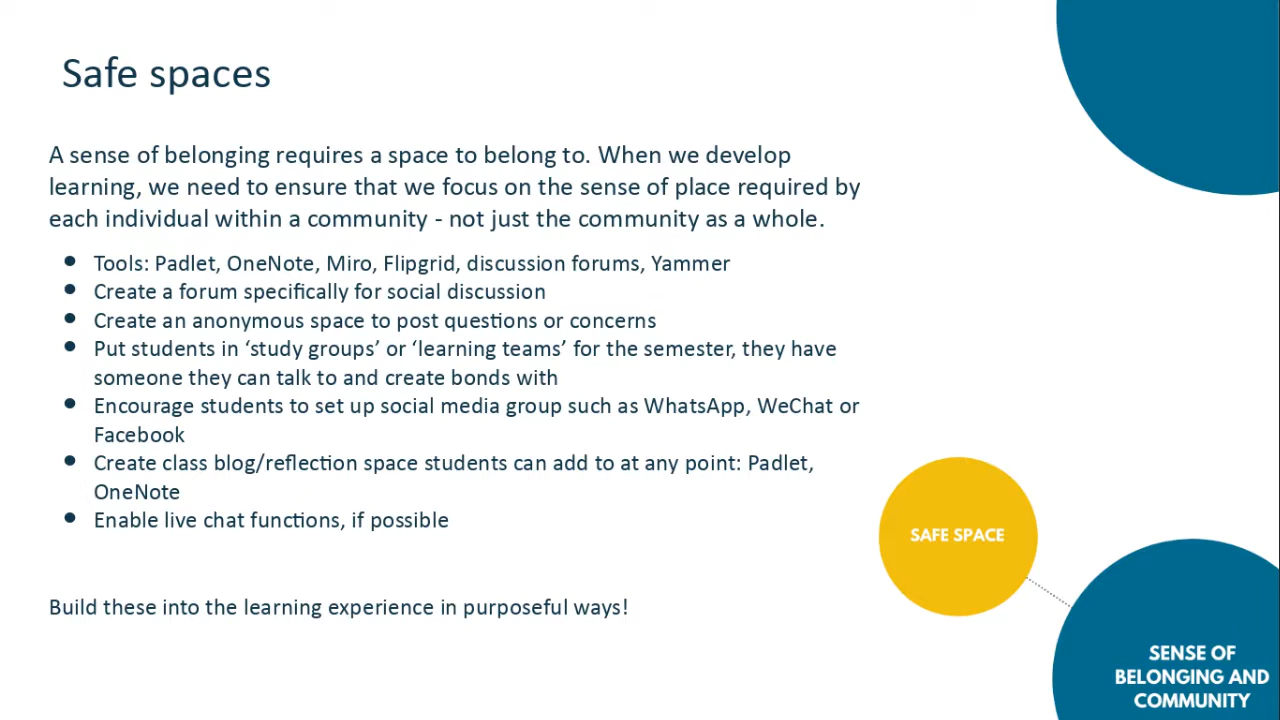 Safe spaces
A sense of belonging requires a space to belong to. When we develop
learning, we need to ensure that we focus on the sense of place required by
each individual within a community - not just the community as a whole.
● Tools: Padlet, OneNote, Miro, Flipgrid, discussion forums, Yammer
● Create a forum specifically for social discussion
● Create an anonymous space to post questions or concerns
● Put students in ‘study groups’ or ‘learning teams’ for the semester, they have
someone they can talk to and create bonds with
● Encourage students to set up social media group such as WhatsApp, WeChat or
Facebook
● Create class blog/reflection space students can add to at any point: Padlet,
OneNote
● Enable live chat functions, if possible
Build these into the learning experience in purposeful ways!
SAFE SPACE
SENSE OF
BELONGING AND
COMMUNITY